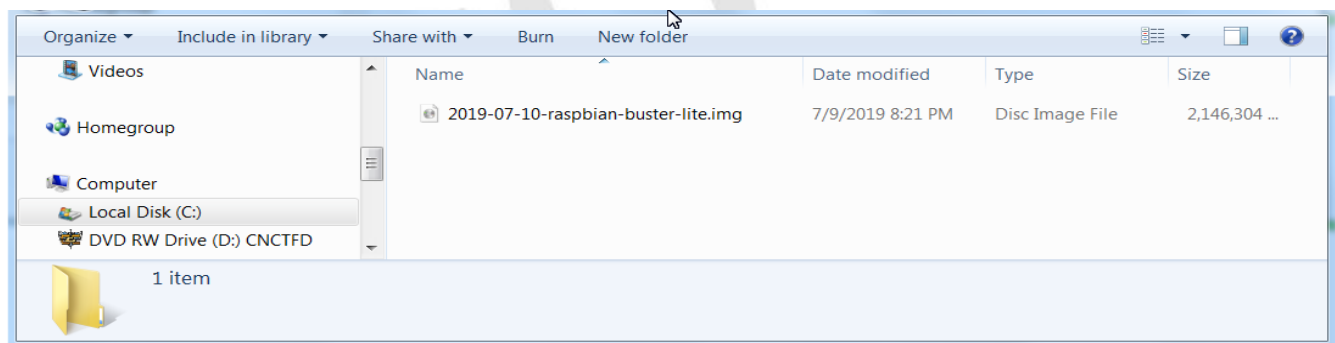 Organize Include in library Share with Burn New folder
Videos
Homegroup
Computer
Local Disk (C:)
DVD RW Drive (D:) CNCTFD
Name Date modified Type Size
2019-07-10-raspbian-buster-lite.img 7/9/2019 8:21 PM Disc Image File 2,146,304 ...
1 item